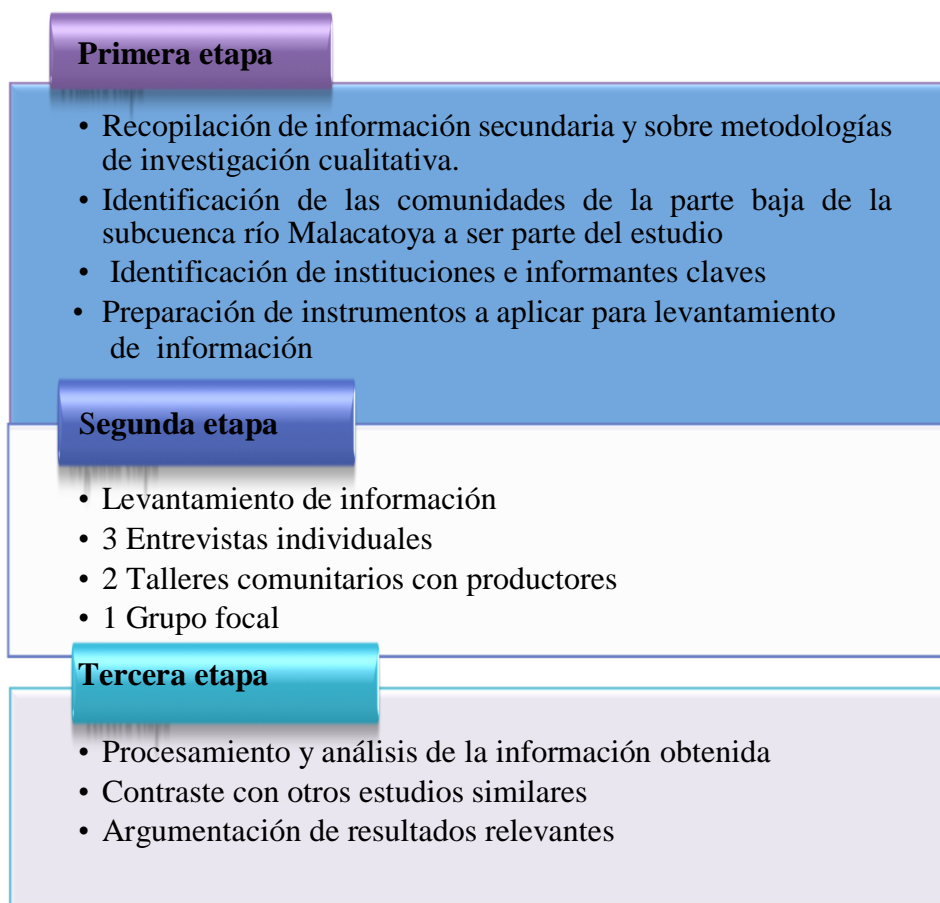 Primera etapa
• Recopilación de información secundaria y sobre metodologías
de investigación cualitativa.
• Identificación de las comunidades de la parte baja de la
subcuenca río Malacatoya a ser parte del estudio
• Identificación de instituciones e informantes claves
• Preparación de instrumentos a aplicar para levantamiento
de información
Segunda etapa
• Levantamiento de información
• 3 Entrevistas individuales
• 2 Talleres comunitarios con productores
• 1 Grupo focal
Tercera etapa
• Procesamiento y análisis de la información obtenida
• Contraste con otros estudios similares
• Argumentación de resultados relevantes